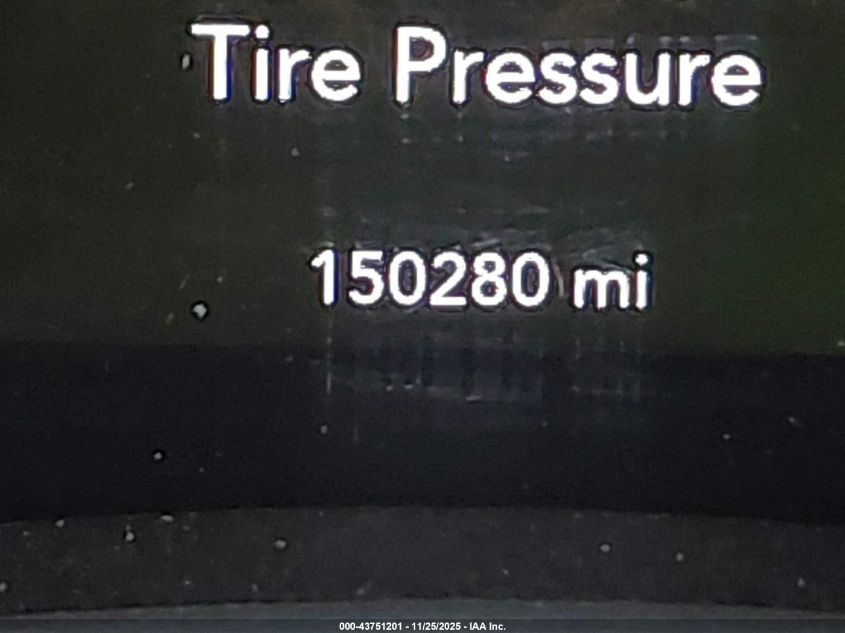 Tire Pressure
150280 mi
000-43751201 - 11/25/2025 - IAA Inc.